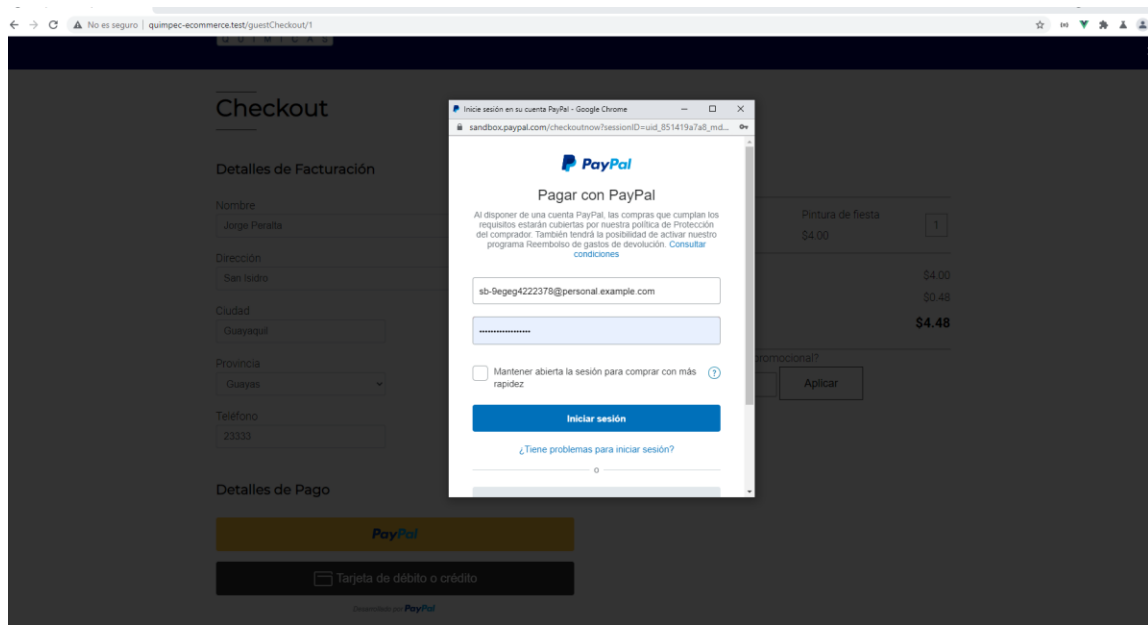 No es seguro | quimpec-ecommerce.test/guestCheckout/1
QUIMICAS
Checkout
Detalles de Facturación
Nombre
Jorge Peralta
Dirección
San Isidro
Ciudad
Guayaquil
Provincia
Guayas
Teléfono
23333
Detalles de Pago
PayPal
Tarjeta de débito o crédito
Desarrollado por PayPal
Inicie sesión en su cuenta PayPal - Google Chrome
sandbox.paypal.com/checkoutnow?sessionID=uid_851419a7a8_md...
PayPal
Pagar con PayPal
Al disponer de una cuenta PayPal, las compras que cumplan los
requisitos estarán cubiertas por nuestra política de Protección
del comprador. También tendrá la posibilidad de activar nuestro
programa Reembolso de gastos de devolución. Consultar
condiciones
sb-9egeg4222378@personal.example.com
Mantener abierta la sesión para comprar con más
rapidez
?
Iniciar sesión
¿Tiene problemas para iniciar sesión?
o
Pintura de fiesta
$4.00
1
$4.00
$0.48
$4.48
promocional?
Aplicar